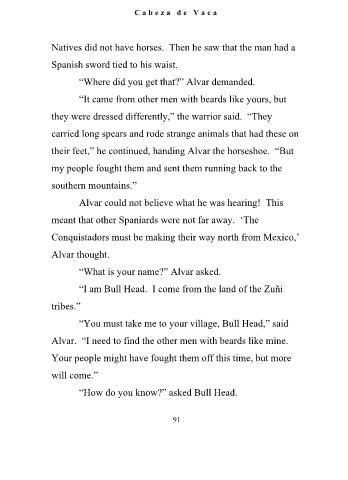 Cabeza de Vaca
Natives did not have horses.  Then he saw that the man had a
Spanish sword tied to his waist.
“Where did you get that?” Alvar demanded.
“It came from other men with beards like yours, but
they were dressed differently,” the warrior said.  “They
carried long spears and rode strange animals that had these on
their feet,” he continued, handing Alvar the horseshoe.  “But
my people fought them and sent them running back to the
southern mountains.”
Alvar could not believe what he was hearing!  This
meant that other Spaniards were not far away.  ‘The
Conquistadors must be making their way north from Mexico,’
Alvar thought.
“What is your name?” Alvar asked.
“I am Bull Head.  I come from the land of the Zuñi
tribes.”
“You must take me to your village, Bull Head,” said
Alvar.  “I need to find the other men with beards like mine.
Your people might have fought them off this time, but more
will come.”
“How do you know?” asked Bull Head.
91